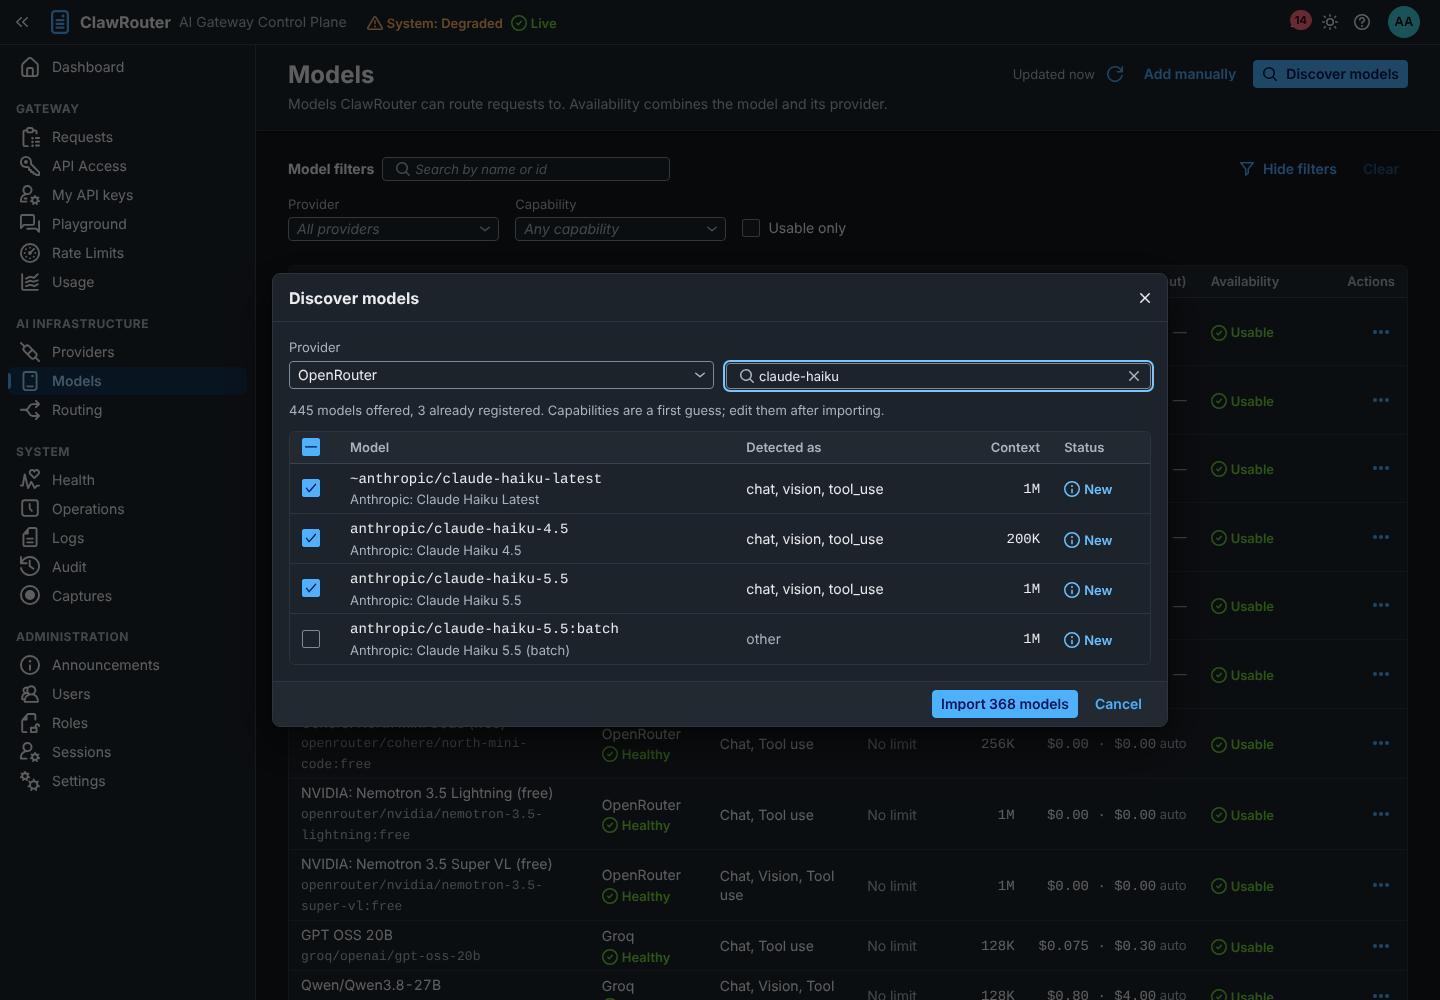 ClawRouter AI Gateway Control Plane System: Degraded Live
14
AA
Dashboard
GATEWAY
Requests
API Access
My API keys
Playground
Rate Limits
Usage
AI INFRASTRUCTURE
Providers
Models
Routing
SYSTEM
Health
Operations
Logs
Audit
Captures
ADMINISTRATION
Announcements
Users
Roles
Sessions
Settings
Models
Updated now
Add manually
Discover models
Models ClawRouter can route requests to. Availability combines the model and its provider.
Model filters
Search by name or id
Hide filters
Clear
Provider
Capability
All providers
Any capability
Usable only
Availability
Actions
— Usable
— Usable
— Usable
— Usable
— Usable
— Usable
Discover models
Provider
OpenRouter
claude-haiku
445 models offered, 3 already registered. Capabilities are a first guess; edit them after importing.
Model Detected as Context Status
~anthropic/claude-haiku-latest
Anthropic: Claude Haiku Latest
chat, vision, tool_use 1M New
anthropic/claude-haiku-4.5
Anthropic: Claude Haiku 4.5
chat, vision, tool_use 200K New
anthropic/claude-haiku-5.5
Anthropic: Claude Haiku 5.5
chat, vision, tool_use 1M New
anthropic/claude-haiku-5.5:batch
Anthropic: Claude Haiku 5.5 (batch)
other 1M New
Import 368 models
Cancel
openrouter/cohere/north-mini-
code:free
OpenRouter
Healthy
Chat, Tool use
No limit
256K
$0.00 · $0.00 auto
Usable
NVIDIA: Nemotron 3.5 Lightning (free)
openrouter/nvidia/nemotron-3.5-
lightning:free
OpenRouter
Healthy
Chat, Tool use
No limit
1M
$0.00 · $0.00 auto
Usable
NVIDIA: Nemotron 3.5 Super VL (free)
openrouter/nvidia/nemotron-3.5-
super-vl:free
OpenRouter
Healthy
Chat, Vision, Tool
use
No limit
1M
$0.00 · $0.00 auto
Usable
GPT OSS 20B
groq/openai/gpt-oss-20b
Groq
Healthy
Chat, Tool use
No limit
128K
$0.075 · $0.30 auto
Usable
Qwen/Qwen3.8-27B
Groq
Chat, Vision, Tool
No limit
128K
$0.80 · $4.00 auto
Usable